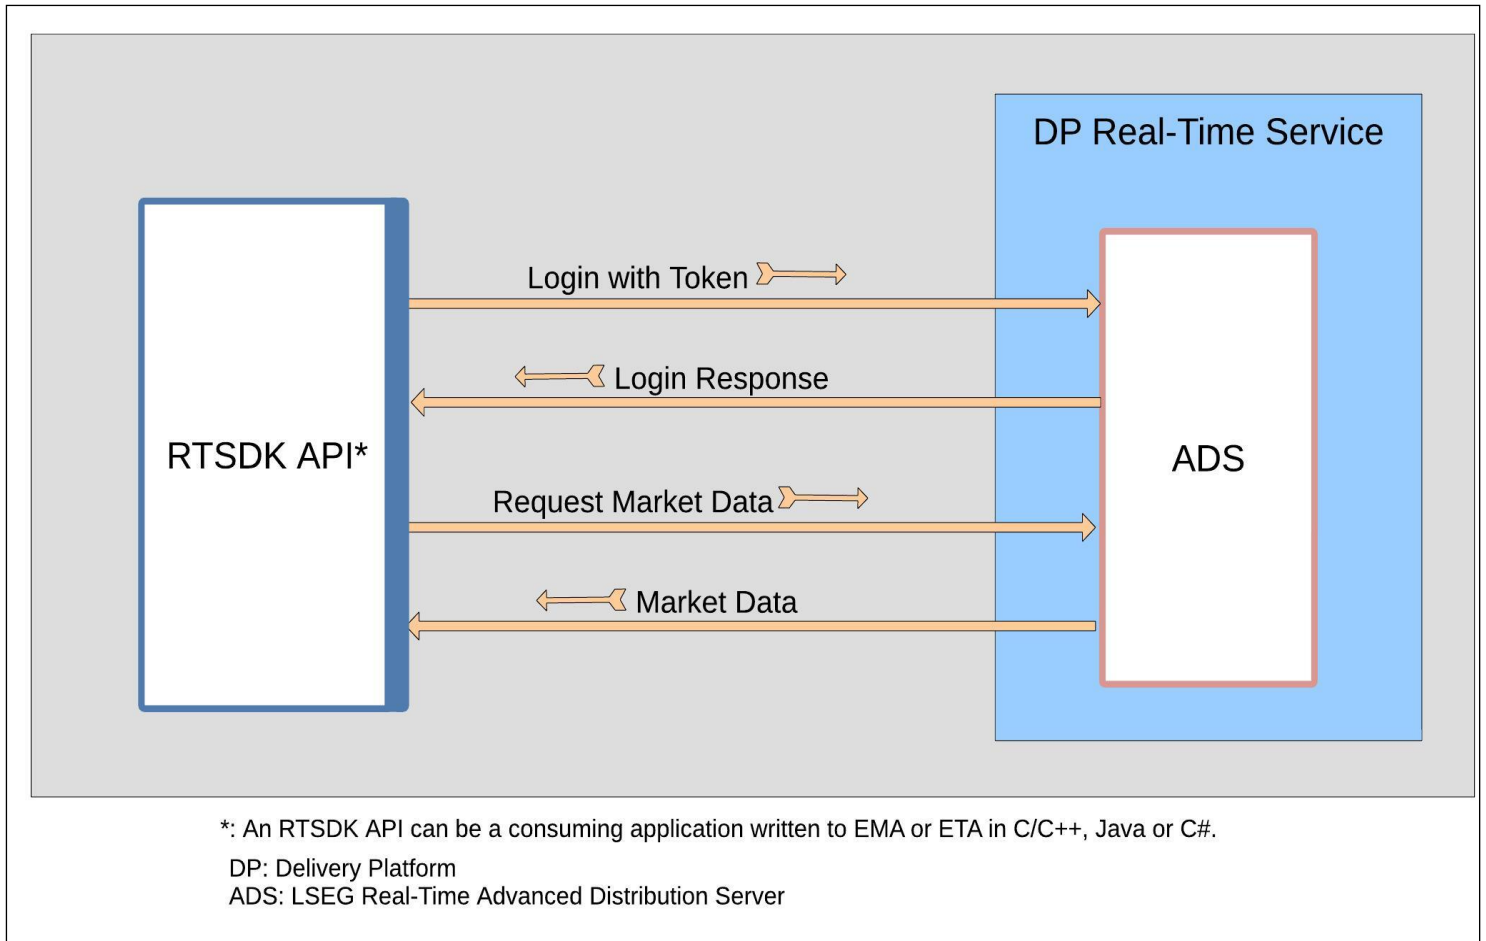 DP Real-Time Service
Login with Token
Login Response
RTSDK API*
ADS
Request Market Data
Market Data
*: An RTSDK API can be a consuming application written to EMA or ETA in C/C++, Java or C#.
DP: Delivery Platform
ADS: LSEG Real-Time Advanced Distribution Server